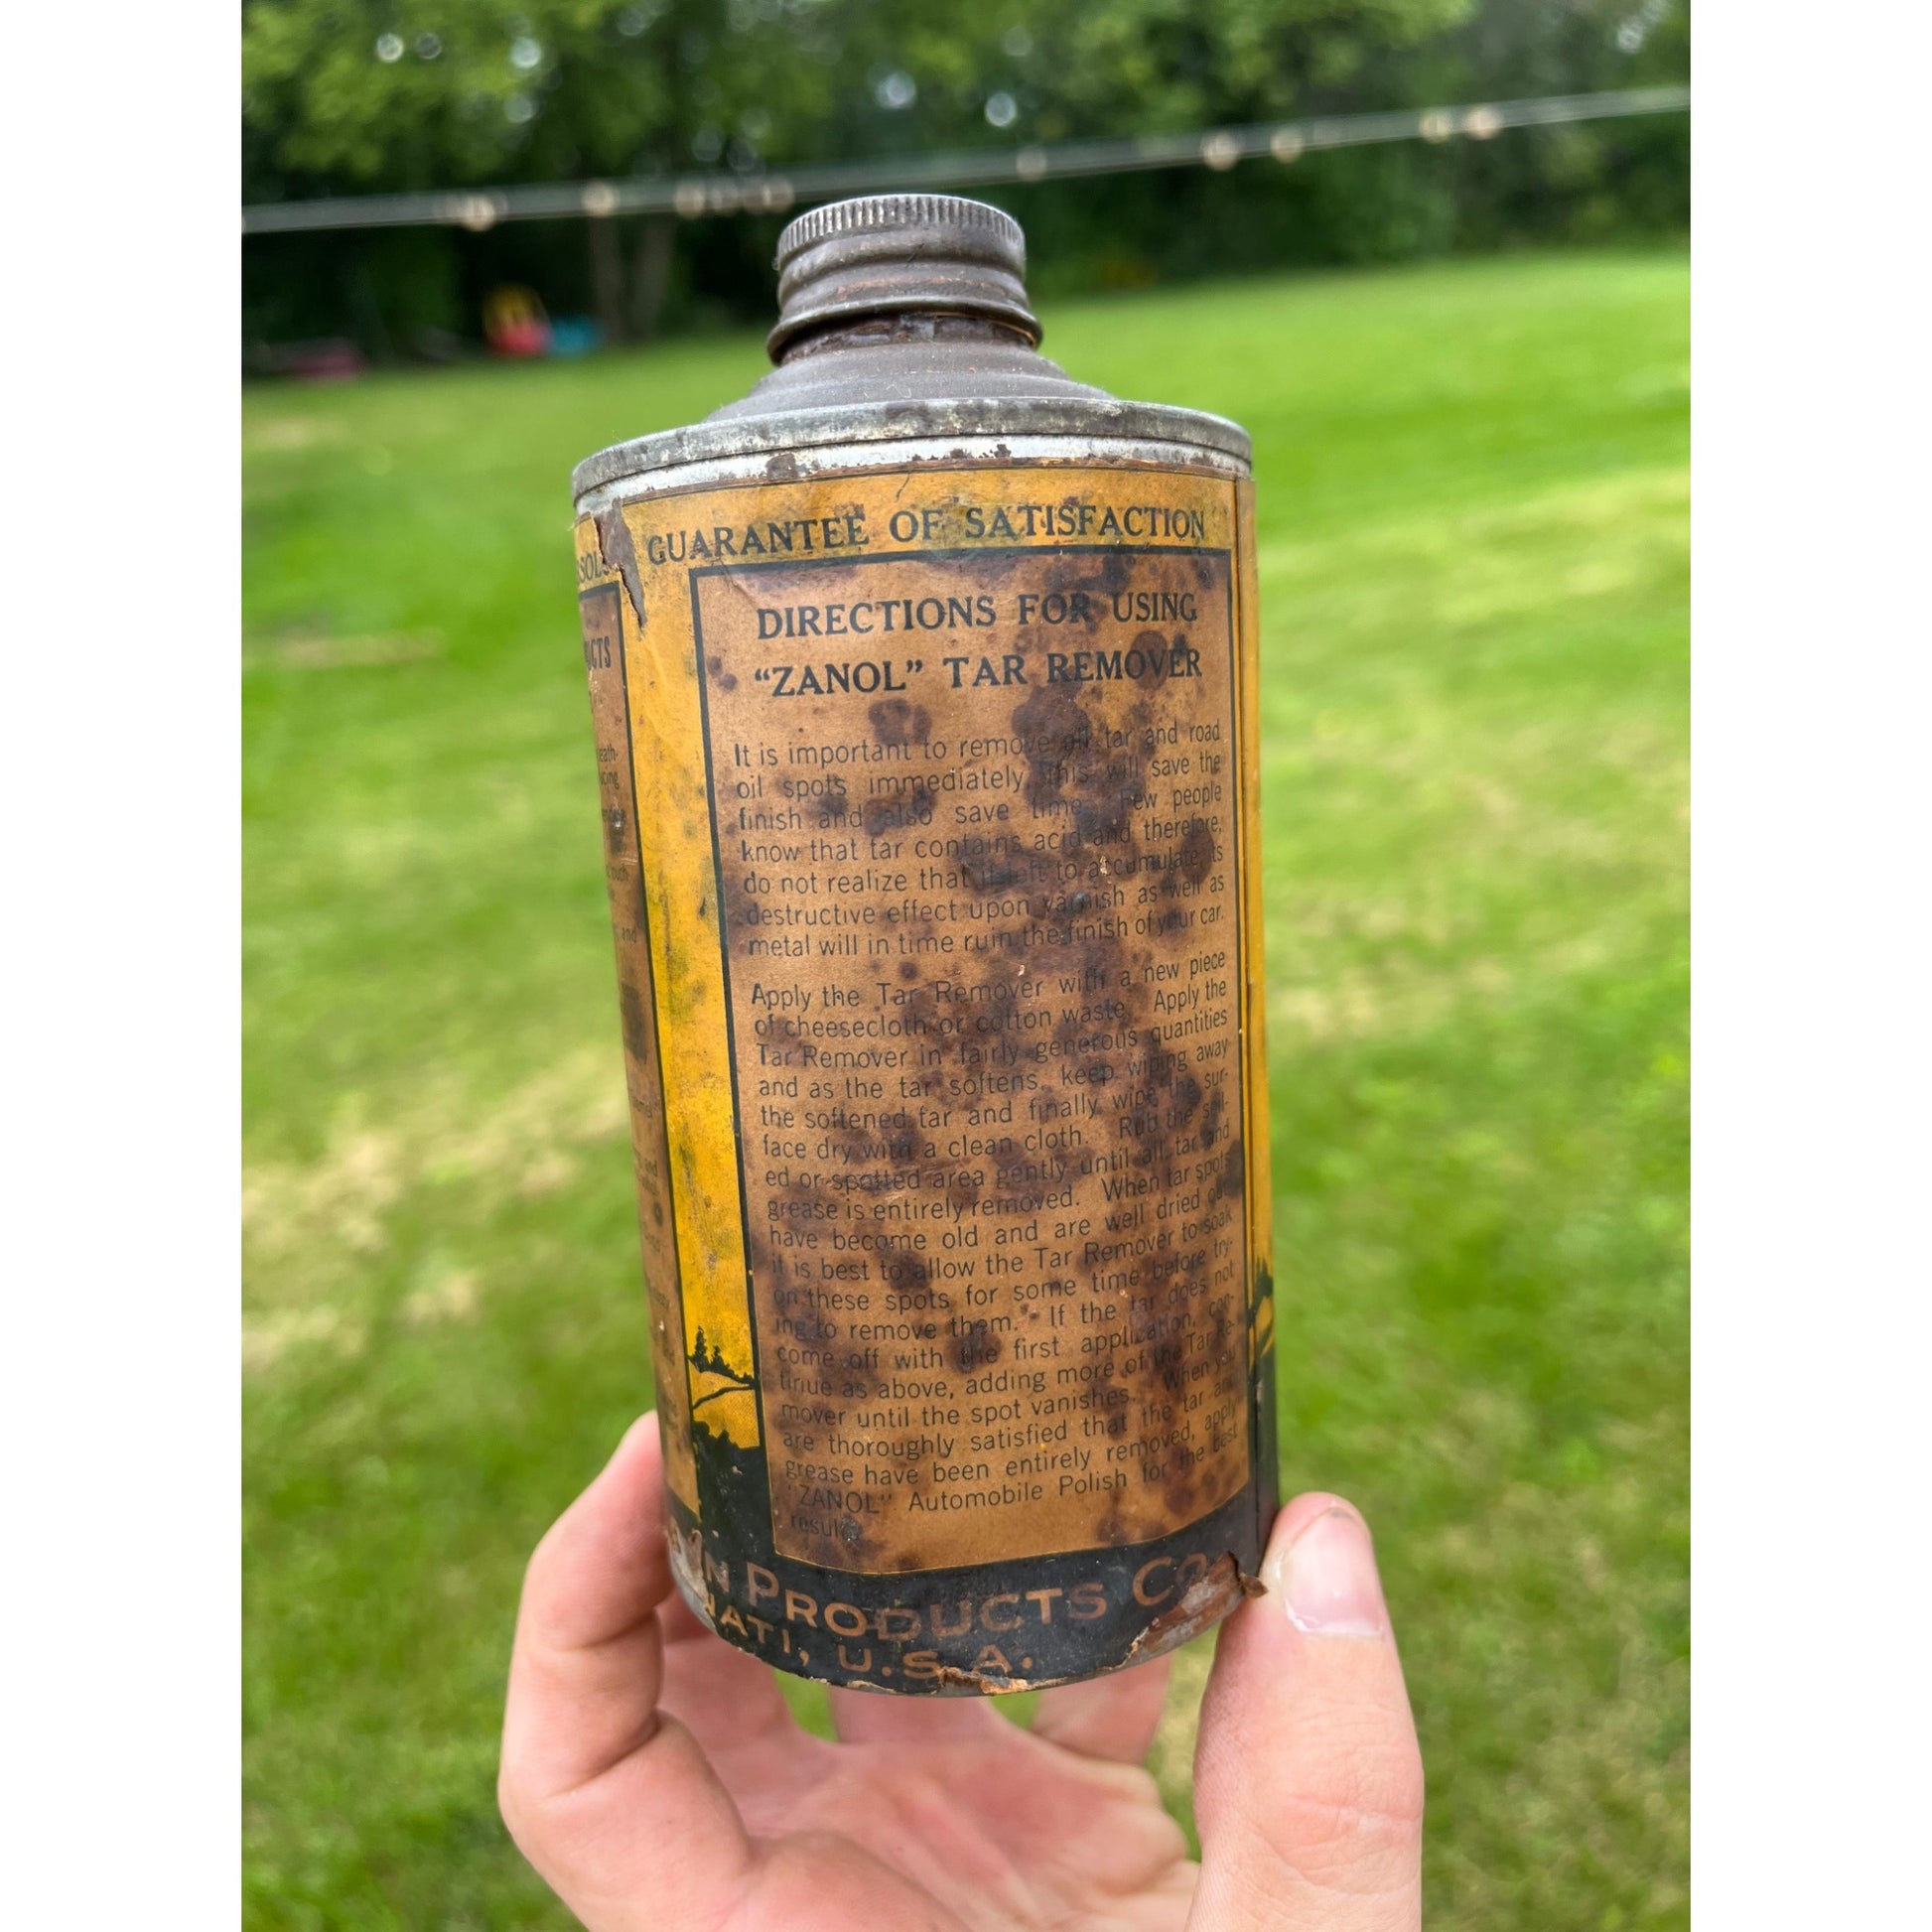 GUARANTEE OF SATISFACTION
DIRECTIONS FOR USING
“ZANOL” TAR REMOVER
It is important to remove all tar and road
oil spots immediately this will save the
finish and also save time. Few people
know that tar contains acid and therefore,
do not realize that if left to accumulate its
destructive effect upon varnish as well as
metal will in time ruin the finish of your car.
Apply the Tar Remover with a new piece
of cheesecloth or cotton waste. Apply the
Tar Remover in fairly generous quantities
and as the tar softens, keep wiping away
the softened tar and finally wipe the sur-
face dry with a clean cloth. Rub the soil-
ed or spotted area gently until all tar and
grease is entirely removed. When tar spots
have become old and are well dried out
it is best to allow the Tar Remover to soak
on these spots for some time before try-
ing to remove them. If the tar does not
come off with the first application, con-
tinue as above, adding more of the Tar Re-
mover until the spot vanishes. When you
are thoroughly satisfied that the tar and
grease have been entirely removed, apply
“ZANOL” Automobile Polish for the best
results
N PRODUCTS CO.
NATI, U.S.A.
UCTS
and